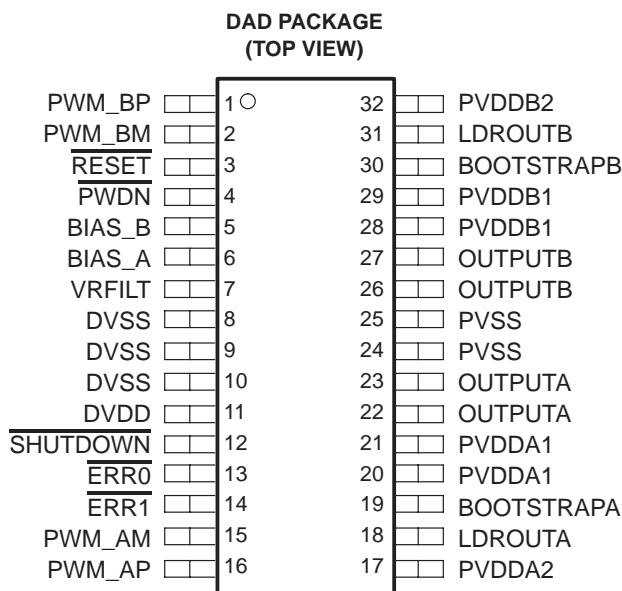 DAD PACKAGE
(TOP VIEW)
PWM_BP 1 32 PVDDB2
PWM_BM 2 31 LDROUTB
RESET 3 30 BOOTSTRAPB
PWDN 4 29 PVDDB1
BIAS_B 5 28 PVDDB1
BIAS_A 6 27 OUTPUTB
VRFILT 7 26 OUTPUTB
DVSS 8 25 PVSS
DVSS 9 24 PVSS
DVSS 10 23 OUTPUTA
DVDD 11 22 OUTPUTA
SHUTDOWN 12 21 PVDDA1
ERR0 13 20 PVDDA1
ERR1 14 19 BOOTSTRAPA
PWM_AM 15 18 LDROUTA
PWM_AP 16 17 PVDDA2